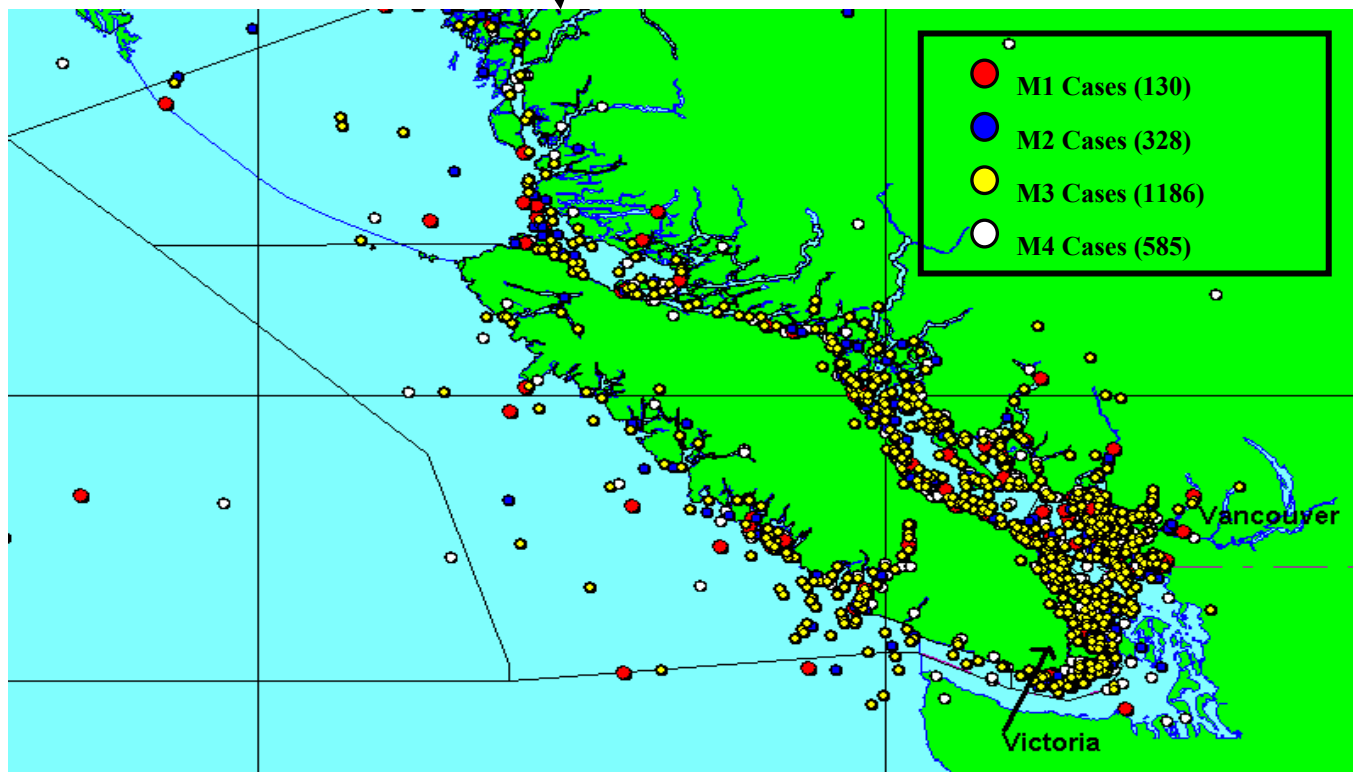 M1 Cases (130)
M2 Cases (328)
M3 Cases (1186)
M4 Cases (585)
Vancouver
Victoria